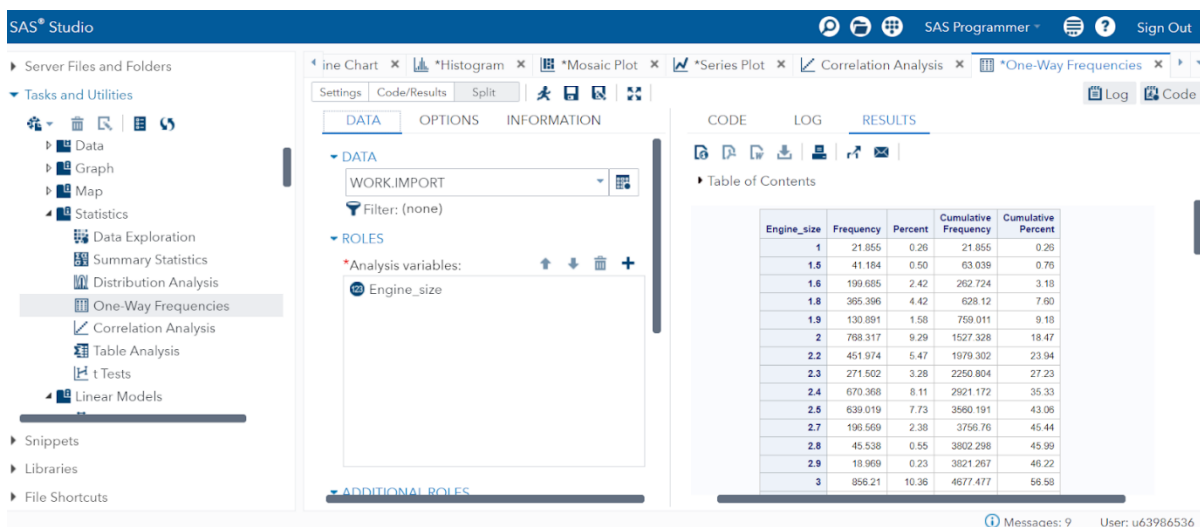 SAS® Studio
SAS Programmer
Sign Out
Server Files and Folders
Tasks and Utilities
Data
Graph
Map
Statistics
Data Exploration
Summary Statistics
Distribution Analysis
One-Way Frequencies
Correlation Analysis
Table Analysis
t Tests
Linear Models
Snippets
Libraries
File Shortcuts
ine Chart × *Histogram × *Mosaic Plot × *Series Plot × Correlation Analysis × *One-Way Frequencies ×
Settings Code/Results Split
Log Code
DATA OPTIONS INFORMATION
DATA
WORK.IMPORT
Filter: (none)
ROLES
*Analysis variables:
123 Engine_size
ADDITIONAL ROLES
CODE LOG RESULTS
Table of Contents
Engine_size Frequency Percent Cumulative Frequency Cumulative Percent
1 21.855 0.26 21.855 0.26
1.5 41.184 0.50 63.039 0.76
1.6 199.685 2.42 262.724 3.18
1.8 365.396 4.42 628.12 7.60
1.9 130.891 1.58 759.011 9.18
2 768.317 9.29 1527.328 18.47
2.2 451.974 5.47 1979.302 23.94
2.3 271.502 3.28 2250.804 27.23
2.4 670.368 8.11 2921.172 35.33
2.5 639.019 7.73 3560.191 43.06
2.7 196.569 2.38 3756.76 45.44
2.8 45.538 0.55 3802.298 45.99
2.9 18.969 0.23 3821.267 46.22
3 856.21 10.36 4677.477 56.58
Messages: 9 User: u63986536